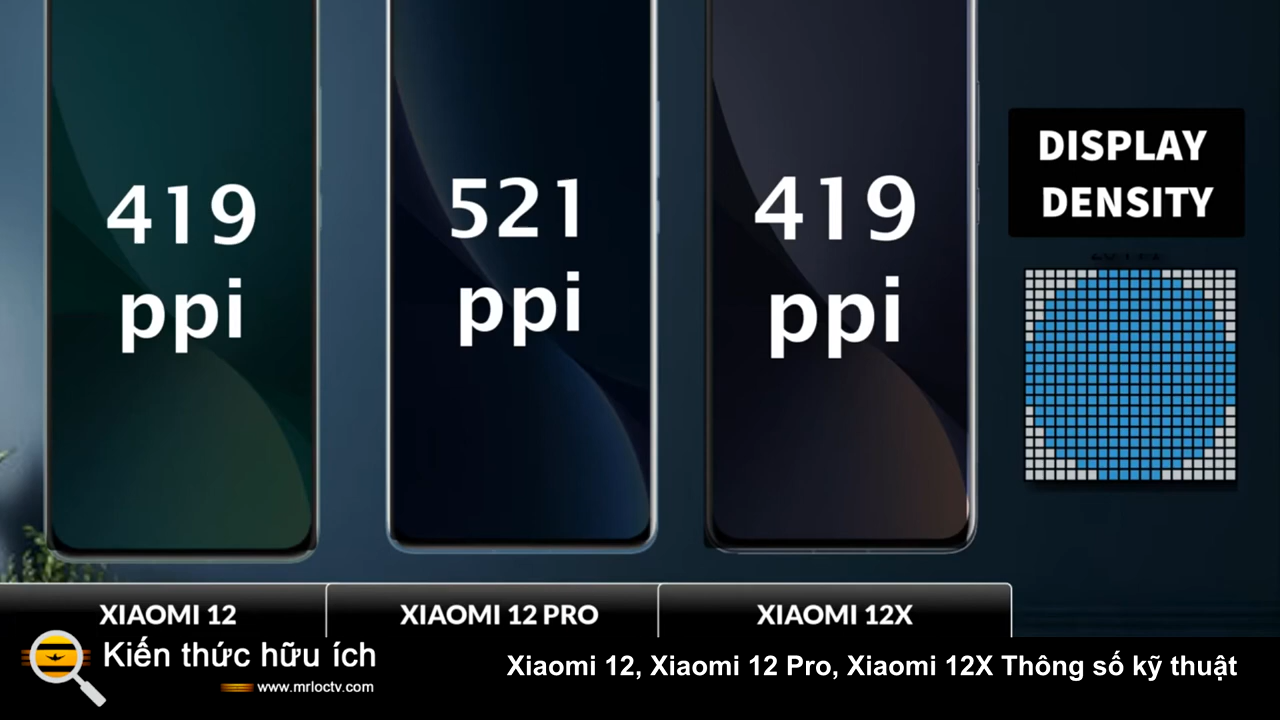 419
ppi
521
ppi
419
ppi
DISPLAY
DENSITY
XIAOMI 12
XIAOMI 12 PRO
XIAOMI 12X
Kiến thức hữu ích
www.mrloctv.com
Xiaomi 12, Xiaomi 12 Pro, Xiaomi 12X Thông số kỹ thuật